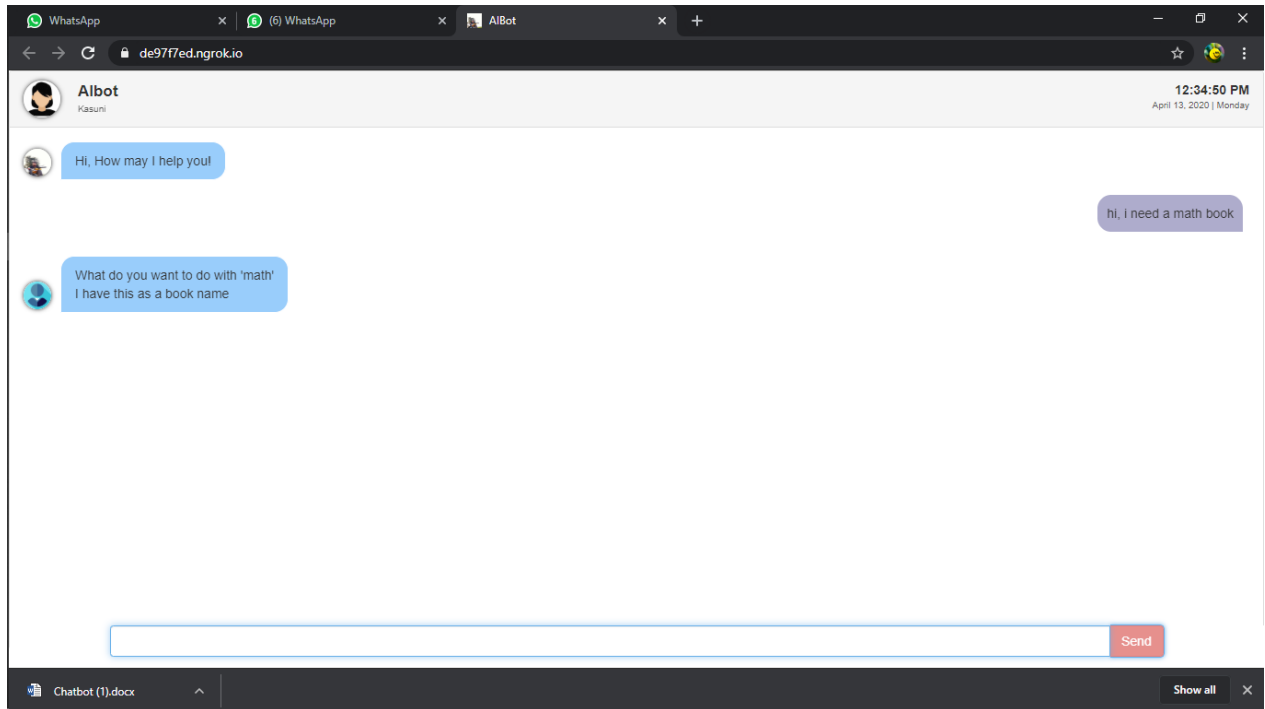 WhatsApp
(6) WhatsApp
AIBot
de97f7ed.ngrok.io
AIbot
Kasuni
12:34:50 PM
April 13, 2020 | Monday
Hi, How may I help you!
hi, i need a math book
What do you want to do with 'math'
I have this as a book name
Send
Chatbot (1).docx
Show all